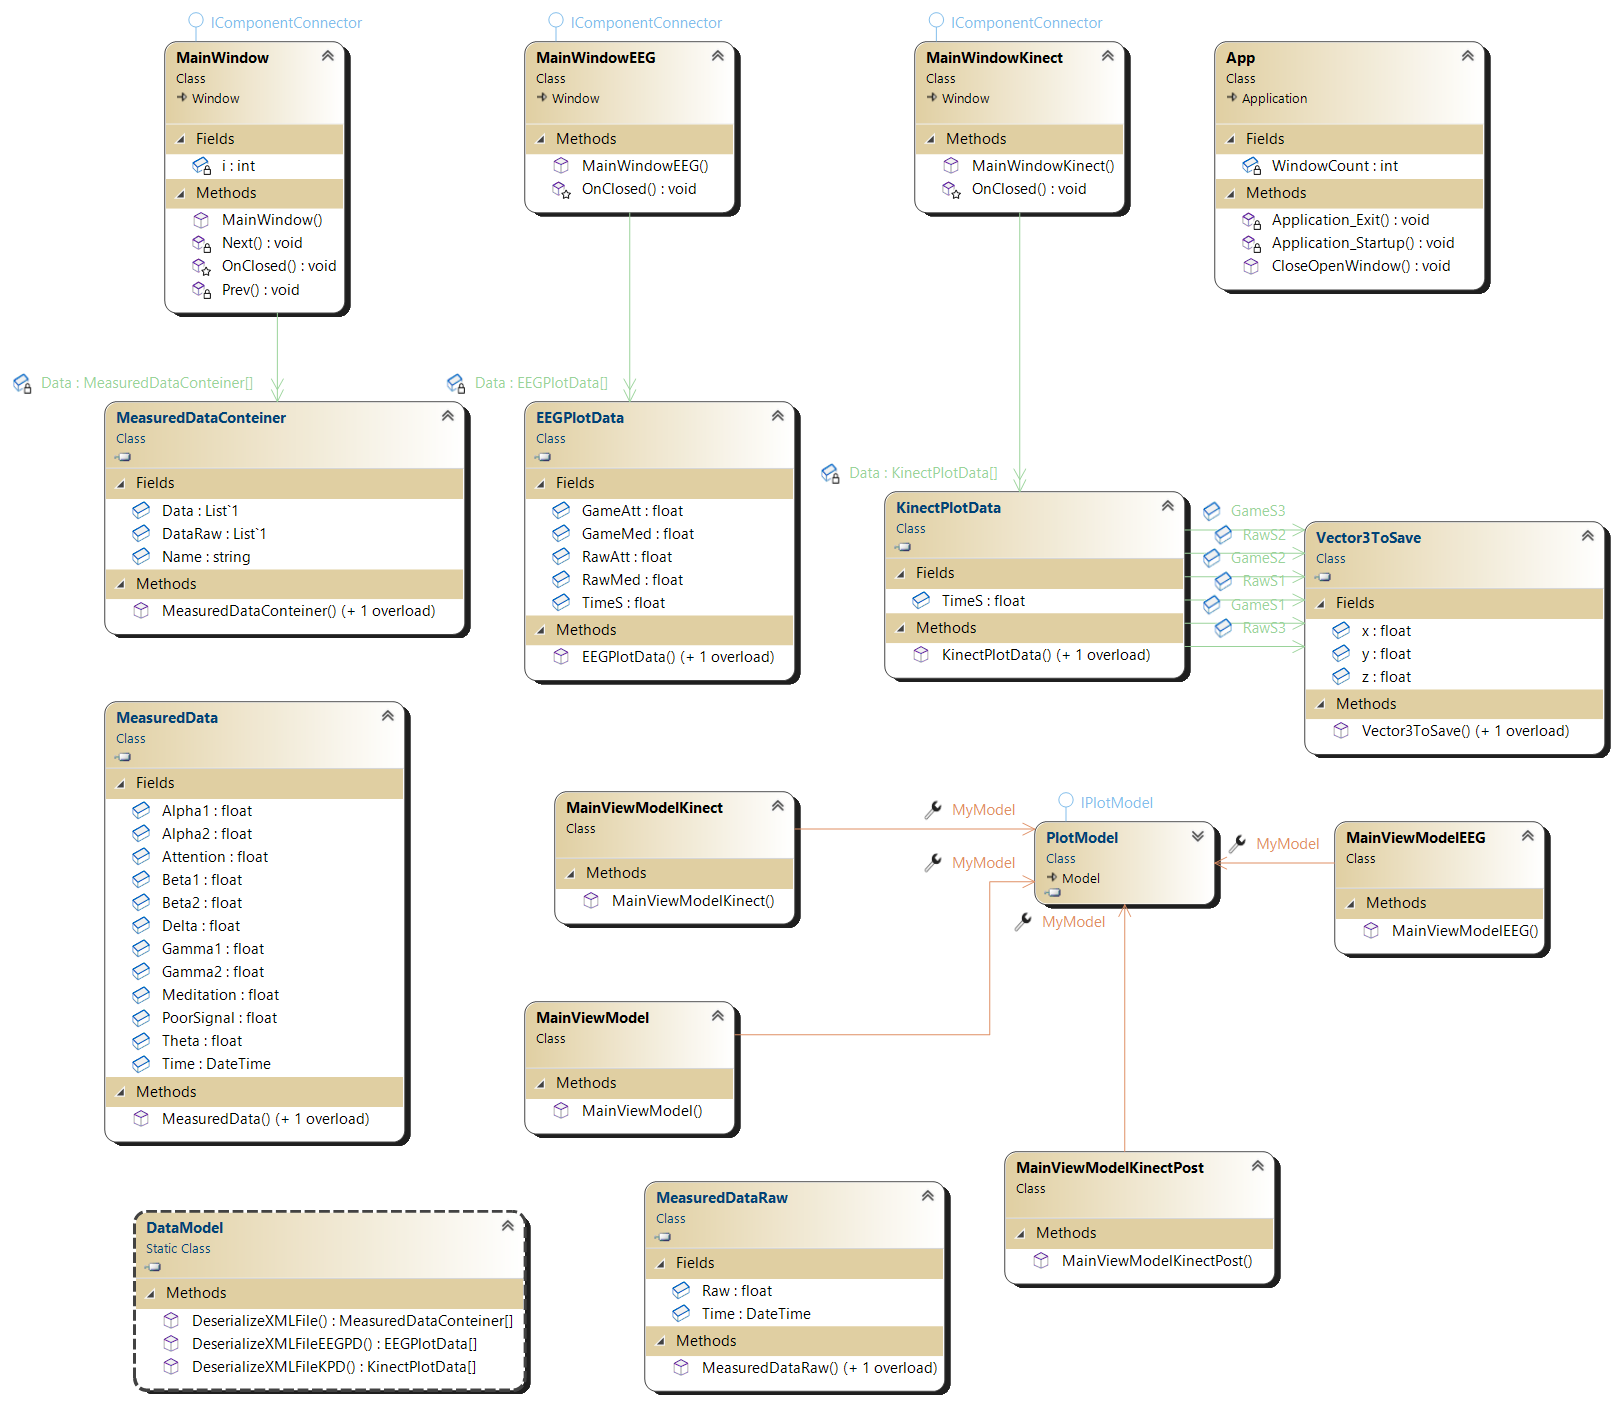 IComponentConnector
MainWindow
Class
Window
Fields
i : int
Methods
MainWindow()
Next() : void
OnClosed() : void
Prev() : void
IComponentConnector
MainWindowEEG
Class
Window
Methods
MainWindowEEG()
OnClosed() : void
IComponentConnector
MainWindowKinect
Class
Window
Methods
MainWindowKinect()
OnClosed() : void
App
Class
Application
Fields
WindowCount : int
Methods
Application_Exit() : void
Application_Startup() : void
CloseOpenWindow() : void
Data : MeasuredDataConteiner[]
MeasuredDataConteiner
Class
Fields
Data : List`1
DataRaw : List`1
Name : string
Methods
MeasuredDataConteiner() (+ 1 overload)
Data : EEGPlotData[]
EEGPlotData
Class
Fields
GameAtt : float
GameMed : float
RawAtt : float
RawMed : float
TimeS : float
Methods
EEGPlotData() (+ 1 overload)
Data : KinectPlotData[]
KinectPlotData
Class
Fields
TimeS : float
Methods
KinectPlotData() (+ 1 overload)
GameS3
RawS2
GameS2
RawS1
GameS1
RawS3
Vector3ToSave
Class
Fields
x : float
y : float
z : float
Methods
Vector3ToSave() (+ 1 overload)
MeasuredData
Class
Fields
Alpha1 : float
Alpha2 : float
Attention : float
Beta1 : float
Beta2 : float
Delta : float
Gamma1 : float
Gamma2 : float
Meditation : float
PoorSignal : float
Theta : float
Time : DateTime
Methods
MeasuredData() (+ 1 overload)
MainViewModelKinect
Class
Methods
MainViewModelKinect()
MyModel
MyModel
MyModel
IPlotModel
PlotModel
Class
Model
MyModel
MainViewModelEEG
Class
Methods
MainViewModelEEG()
MainViewModel
Class
Methods
MainViewModel()
MainViewModelKinectPost
Class
Methods
MainViewModelKinectPost()
DataModel
Static Class
Methods
DeserializeXMLFile() : MeasuredDataConteiner[]
DeserializeXMLFileEEGPD() : EEGPlotData[]
DeserializeXMLFileKPD() : KinectPlotData[]
MeasuredDataRaw
Class
Fields
Raw : float
Time : DateTime
Methods
MeasuredDataRaw() (+ 1 overload)